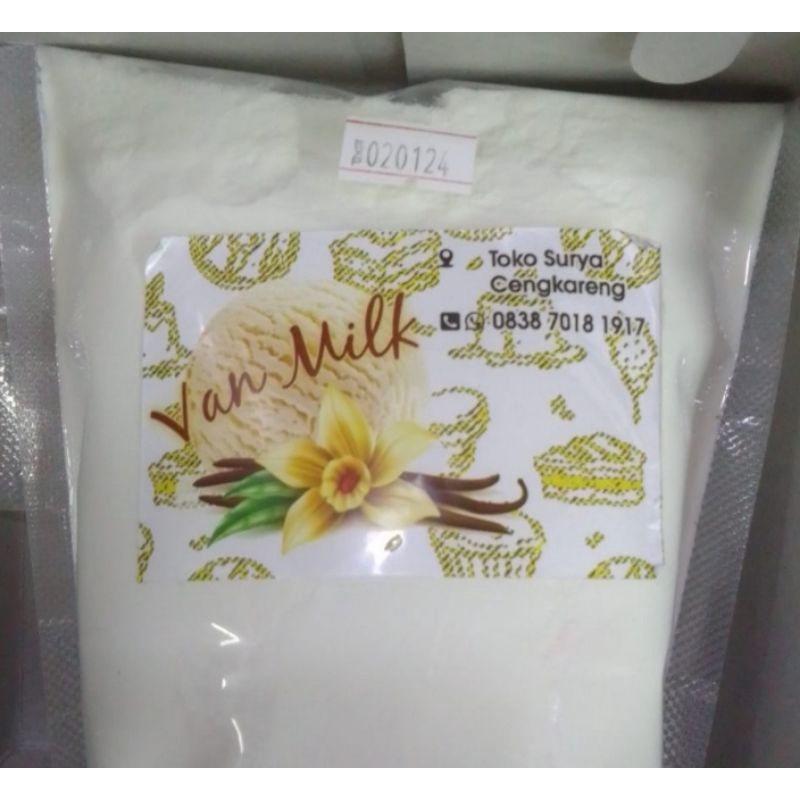 020124
Toko Surya
Cengkareng
0838 7018 1917
Van Milk